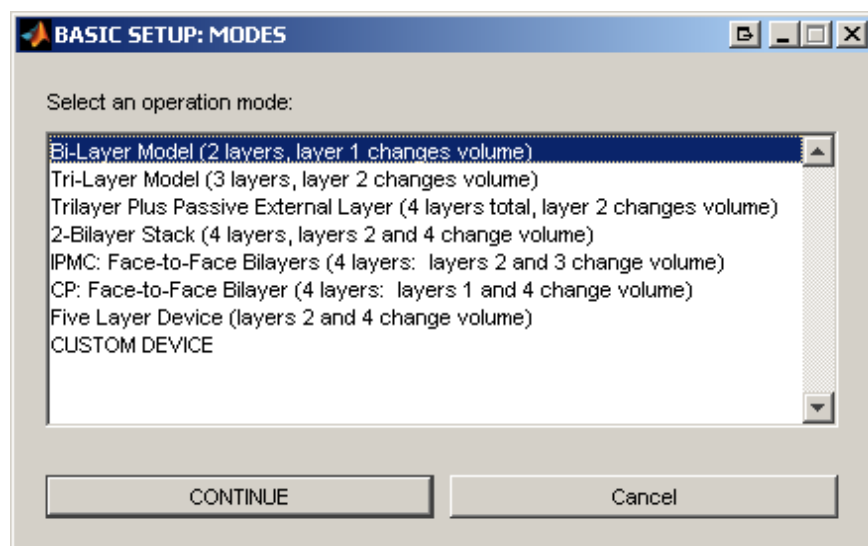 BASIC SETUP: MODES
Select an operation mode:
Bi-Layer Model (2 layers, layer 1 changes volume)
Tri-Layer Model (3 layers, layer 2 changes volume)
Trilayer Plus Passive External Layer (4 layers total, layer 2 changes volume)
2-Bilayer Stack (4 layers, layers 2 and 4 change volume)
IPMC: Face-to-Face Bilayers (4 layers:  layers 2 and 3 change volume)
CP: Face-to-Face Bilayer (4 layers:  layers 1 and 4 change volume)
Five Layer Device (layers 2 and 4 change volume)
CUSTOM DEVICE
CONTINUE
Cancel